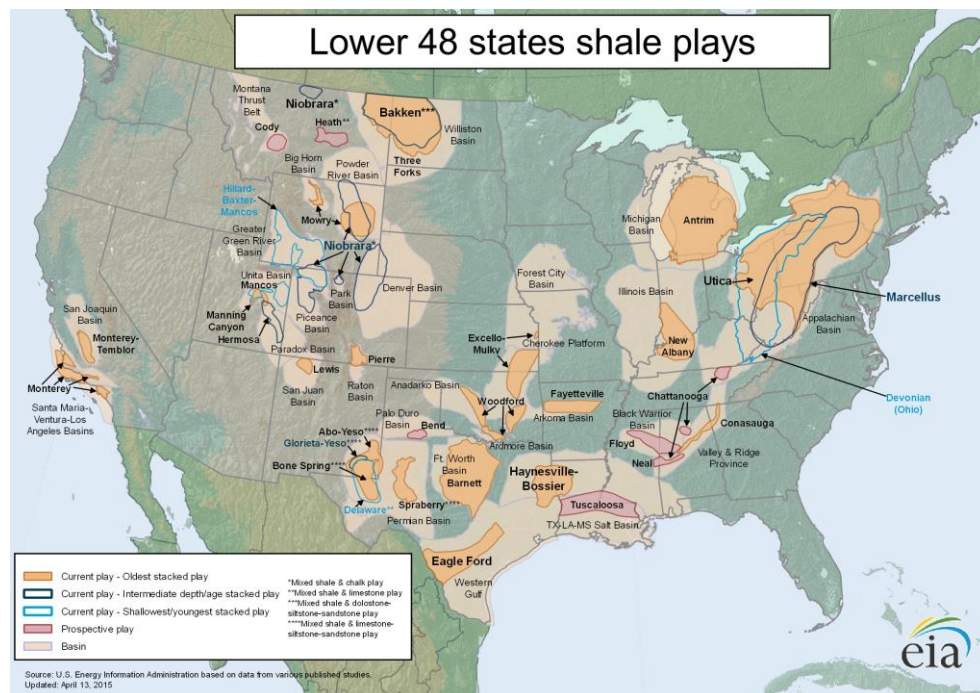 Lower 48 states shale plays
Montana
Thrust
Belt
Niobrara*
Bakken***
Cody
Heath**
Williston
Basin
Big Horn
Basin
Powder
River Basin
Three
Forks
Hillard-
Baxter-
Mancos
Mowry
Michigan
Basin
Antrim
Greater
Green River
Basin
Niobrara*
Unita Basin
Mancos
Park
Basin
Denver Basin
Forest City
Basin
Illinois Basin
Utica
Marcellus
Appalachian
Basin
San Joaquin
Basin
Manning
Canyon
Hermosa
Piceance
Basin
Monterey-
Temblor
Paradox Basin
Pierre
Excello-
Mulky
Cherokee Platform
New
Albany
Monterey
Lewis
San Juan
Basin
Raton
Basin
Anadarko Basin
Woodford
Fayetteville
Chattanooga
Devonian
(Ohio)
Santa Maria-
Ventura-Los
Angeles Basins
Palo Duro
Basin
Bend
Arkoma Basin
Black Warrior
Basin
Conasauga
Abo-Yeso****
Glorieta-Yeso****
Ardmore Basin
Floyd
Neal
Valley & Ridge
Province
Bone Spring****
Ft. Worth
Basin
Barnett
Haynesville-
Bossier
Delaware**
Spraberry****
Permian Basin
Tuscaloosa
TX-LA-MS Salt Basin
Eagle Ford
Western
Gulf
Current play - Oldest stacked play
Current play - Intermediate depth/age stacked play
Current play - Shallowest/youngest stacked play
Prospective play
Basin
*Mixed shale & chalk play
**Mixed shale & limestone play
***Mixed shale & dolostone-
siltstone-sandstone play
****Mixed shale & limestone-
siltstone-sandstone play
Source: U.S. Energy Information Administration based on data from various published studies.
Updated: April 13, 2015
eia